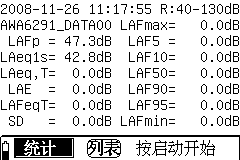 2008-11-26 11:17:55 R:40-130dB
AWA6291_DATA00 LAFmax= 0.0dB
LAFp = 47.3dB LAF5 = 0.0dB
LAeq1s= 42.8dB LAF10= 0.0dB
LAeq,T= 0.0dB LAF50= 0.0dB
LAE = 0.0dB LAF90= 0.0dB
LAFeqT= 0.0dB LAF95= 0.0dB
SD = 0.0dB LAFmin= 0.0dB
统计 列表 按启动开始